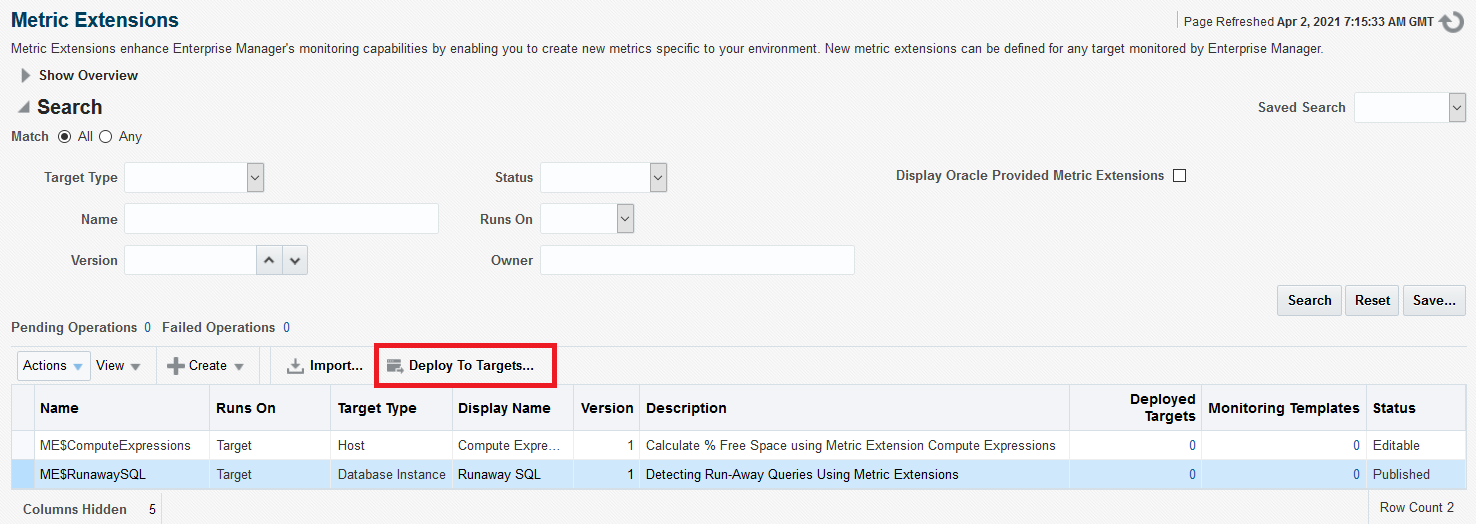 Metric Extensions
Page Refreshed Apr 2, 2021 7:15:33 AM GMT
Metric Extensions enhance Enterprise Manager's monitoring capabilities by enabling you to create new metrics specific to your environment. New metric extensions can be defined for any target monitored by Enterprise Manager.
Show Overview
Search
Saved Search
Match All Any
Target Type Status Display Oracle Provided Metric Extensions
Name Runs On
Version Owner
Search Reset Save...
Pending Operations 0 Failed Operations 0
Actions View Create Import... Deploy To Targets...
Name Runs On Target Type Display Name Version Description Deployed Targets Monitoring Templates Status
ME$ComputeExpressions Target Host Compute Expre... 1 Calculate % Free Space using Metric Extension Compute Expressions 0 0 Editable
ME$RunawaySQL Target Database Instance Runaway SQL 1 Detecting Run-Away Queries Using Metric Extensions 0 0 Published
Columns Hidden 5 Row Count 2